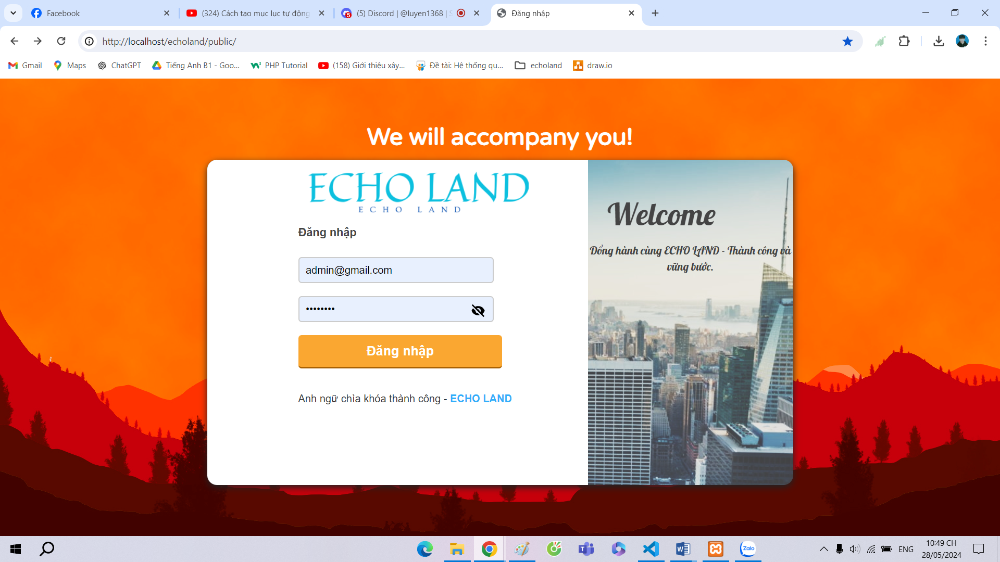 Facebook
(324) Cách tạo mục lục tự động
(5) Discord | @luyen1368 | S
Đăng nhập
http://localhost/echoland/public/
Gmail
Maps
ChatGPT
Tiếng Anh B1 - Goo...
PHP Tutorial
(158) Giới thiệu xây...
Đề tài: Hệ thống qu...
echoland
draw.io
We will accompany you!
ECHO LAND
ECHO LAND
Đăng nhập
admin@gmail.com
••••••••
Đăng nhập
Anh ngữ chìa khóa thành công - ECHO LAND
Welcome
Đồng hành cùng ECHO LAND - Thành công và
vững bước.
Zalo
ENG
10:49 CH
28/05/2024